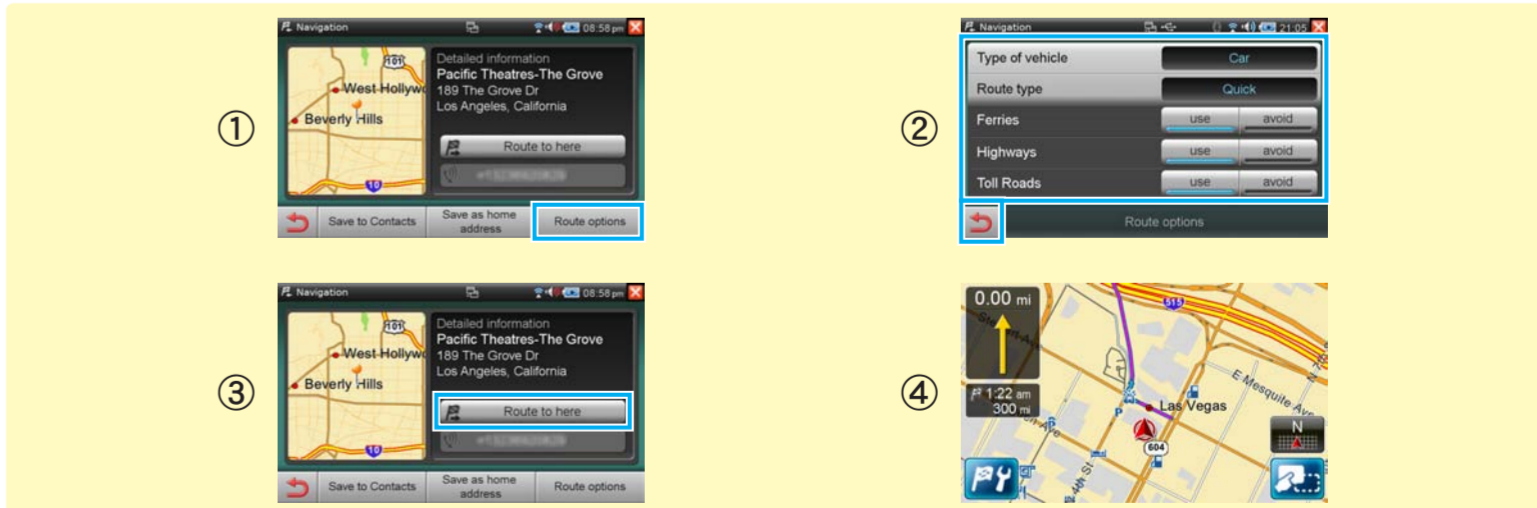 ①
Navigation
08:58 pm
101
West Hollyw
Beverly Hills
10
Detailed information
Pacific Theatres-The Grove
189 The Grove Dr
Los Angeles, California
Route to here
Save to Contacts
Save as home
address
Route options
②
Navigation
21:05
Type of vehicle Car
Route type Quick
Ferries use avoid
Highways use avoid
Toll Roads use avoid
Route options
③
Navigation
08:58 pm
101
West Hollyw
Beverly Hills
10
Detailed information
Pacific Theatres-The Grove
189 The Grove Dr
Los Angeles, California
Route to here
Save to Contacts
Save as home
address
Route options
④
0.00 mi
515
1:22 am
300 mi
E Mesquite Ave
Las Vegas
P
604
N